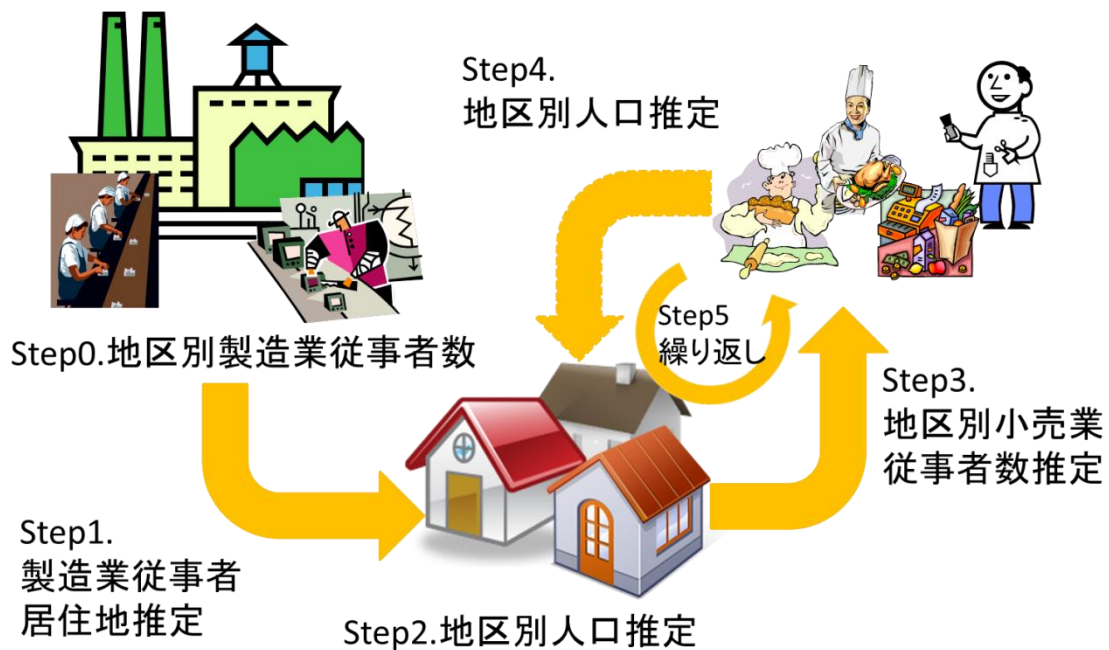 Step0.地区別製造業従事者数
Step1.
製造業従事者
居住地推定
Step2.地区別人口推定
Step3.
地区別小売業
従事者数推定
Step4.
地区別人口推定
Step5
繰り返し